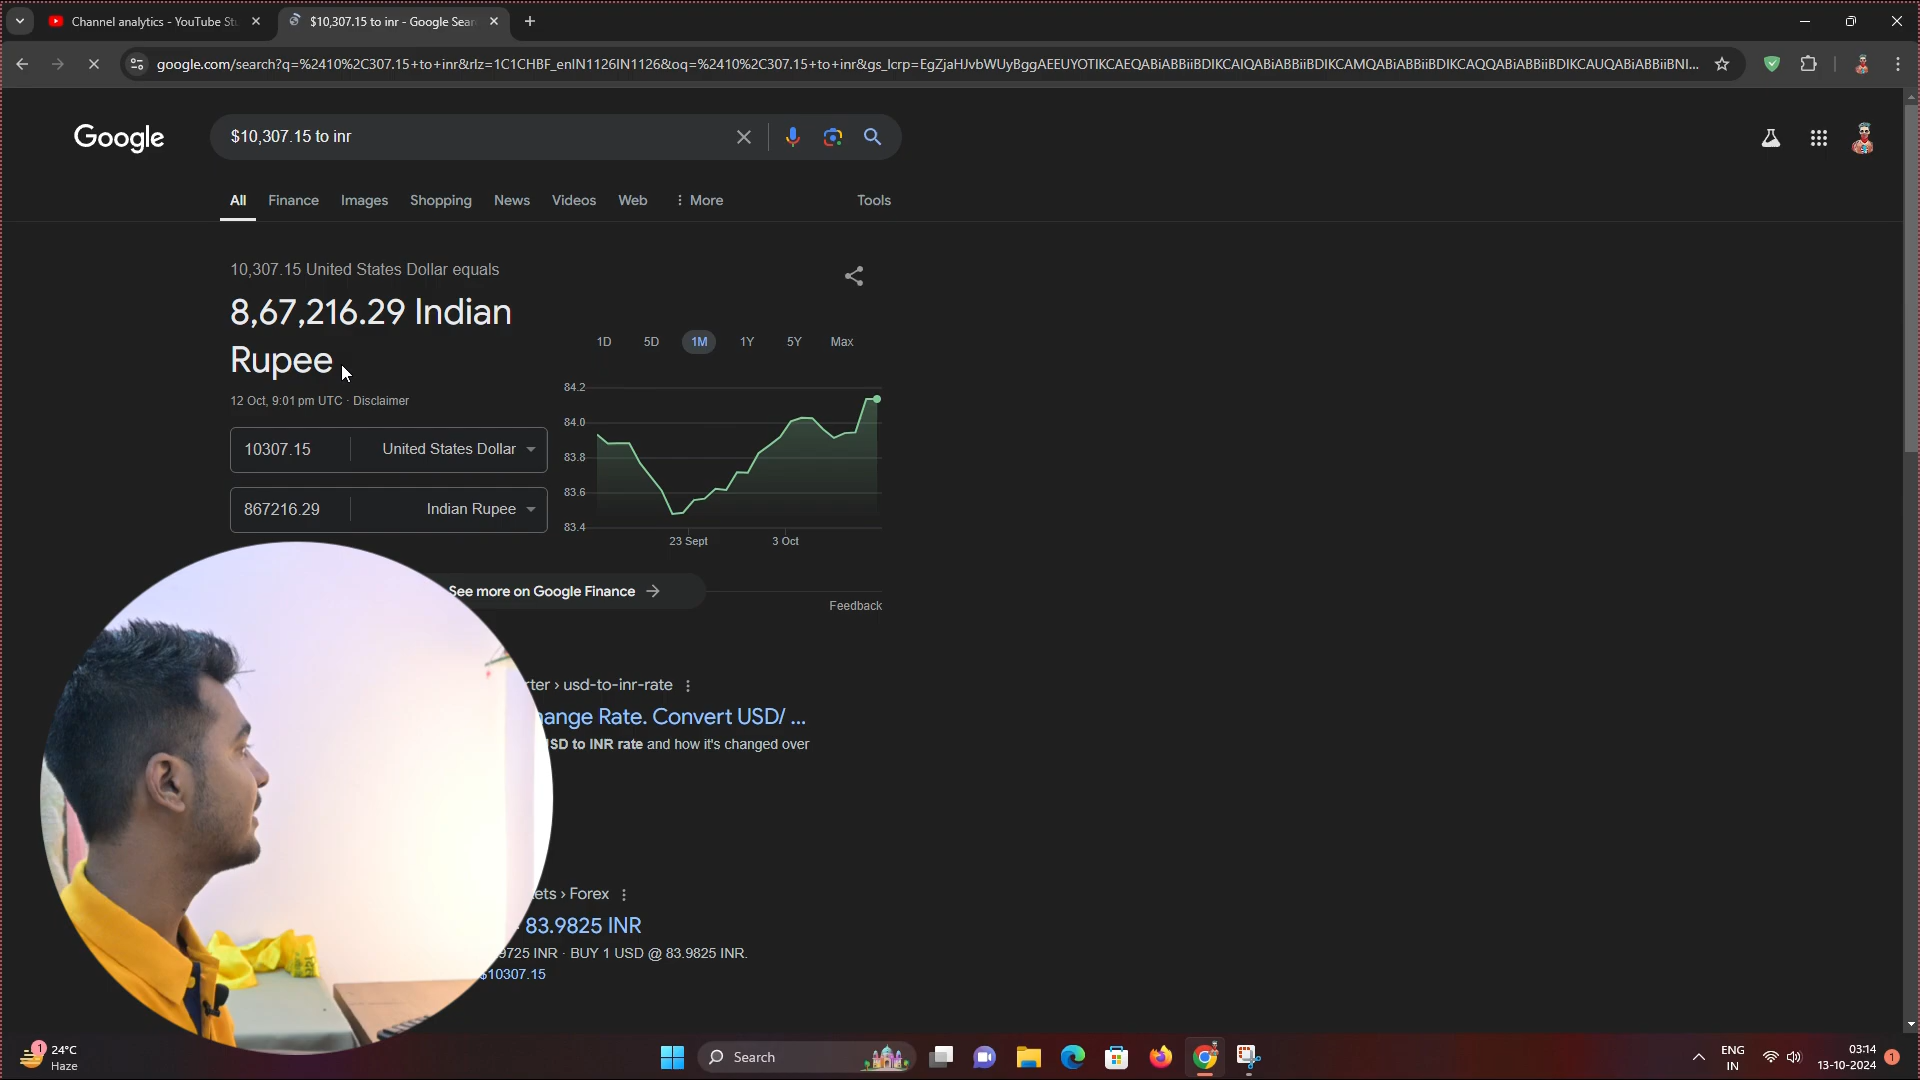 Channel analytics - YouTube Stu
$10,307.15 to inr - Google Sear
google.com/search?q=%2410%2C307.15+to+inr&rlz=1C1CHBF_enIN1126IN1126&oq=%2410%2C307.15+to+inr&gs_lcrp=EgZjaHJvbWUyBggAEEUYOTIKCAEQABiABBiiBDIKCAIQABiABBiiBDIKCAMQABiABBiiBDIKCAQQABiABBiiBDIKCAUQABiABBiiBNI...
Google
$10,307.15 to inr
All Finance Images Shopping News Videos Web More Tools
10,307.15 United States Dollar equals
8,67,216.29 Indian
Rupee
12 Oct, 9:01 pm UTC · Disclaimer
1D 5D 1M 1Y 5Y Max
84.2
84.0
83.8
83.6
83.4
23 Sept 3 Oct
10307.15 United States Dollar
867216.29 Indian Rupee
See more on Google Finance
Feedback
rter › usd-to-inr-rate
ange Rate. Convert USD/ ...
SD to INR rate and how it's changed over
ets › Forex
83.9825 INR
9725 INR · BUY 1 USD @ 83.9825 INR.
$10307.15
1
24°C
Haze
Search
ENG
IN
03:14
13-10-2024
1